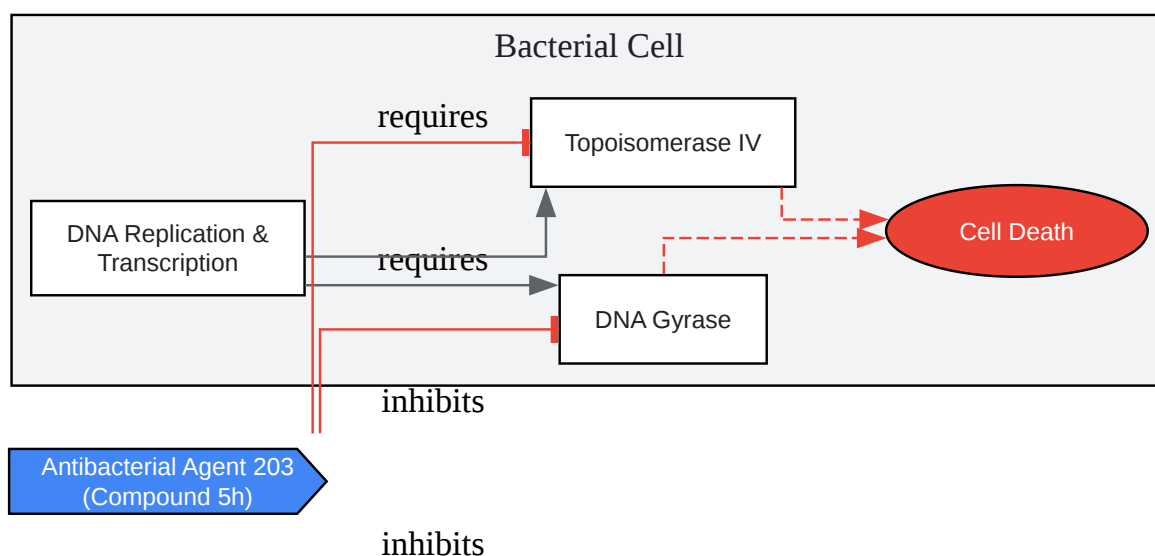 Bacterial Cell
requires
Topoisomerase IV
DNA Replication &
Transcription
Cell Death
requires
DNA Gyrase
inhibits
Antibacterial Agent 203
(Compound 5h)
inhibits